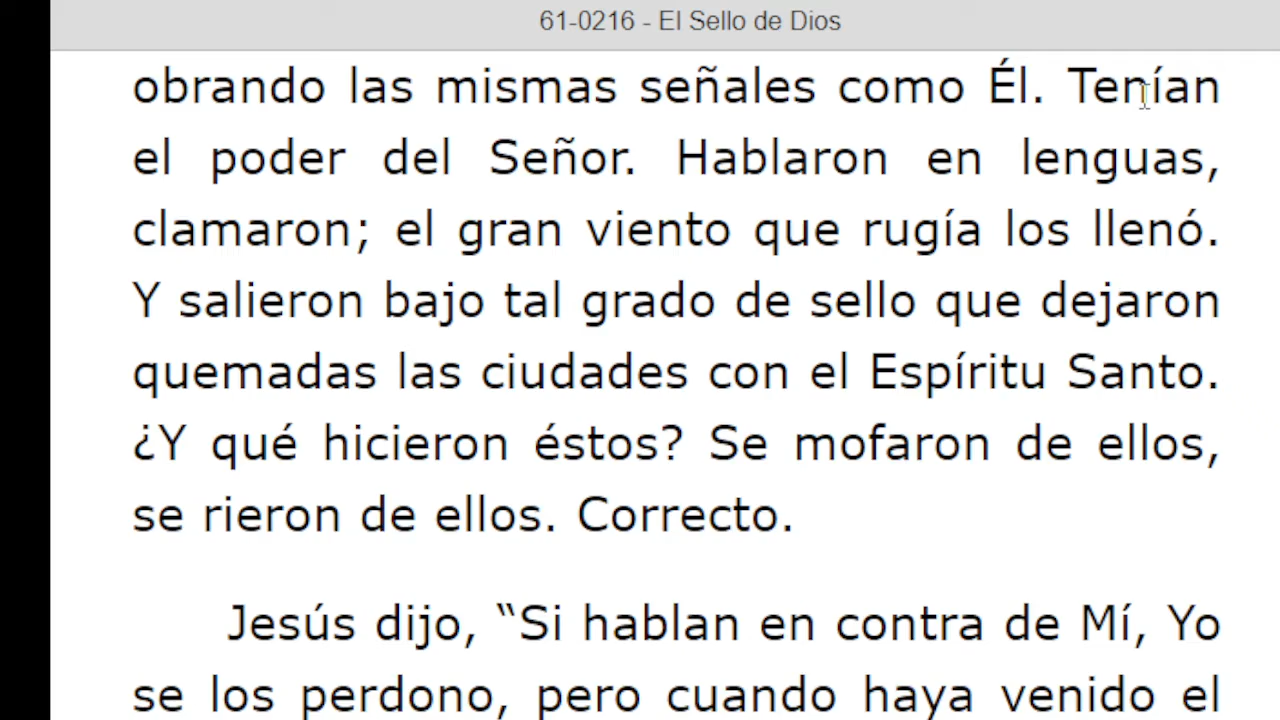 61-0216 - El Sello de Dios
obrando las mismas señales como Él. Tenían
el poder del Señor. Hablaron en lenguas,
clamaron; el gran viento que rugía los llenó.
Y salieron bajo tal grado de sello que dejaron
quemadas las ciudades con el Espíritu Santo.
¿Y qué hicieron éstos? Se mofaron de ellos,
se rieron de ellos. Correcto.
Jesús dijo, “Si hablan en contra de Mí, Yo
se los perdono, pero cuando haya venido el